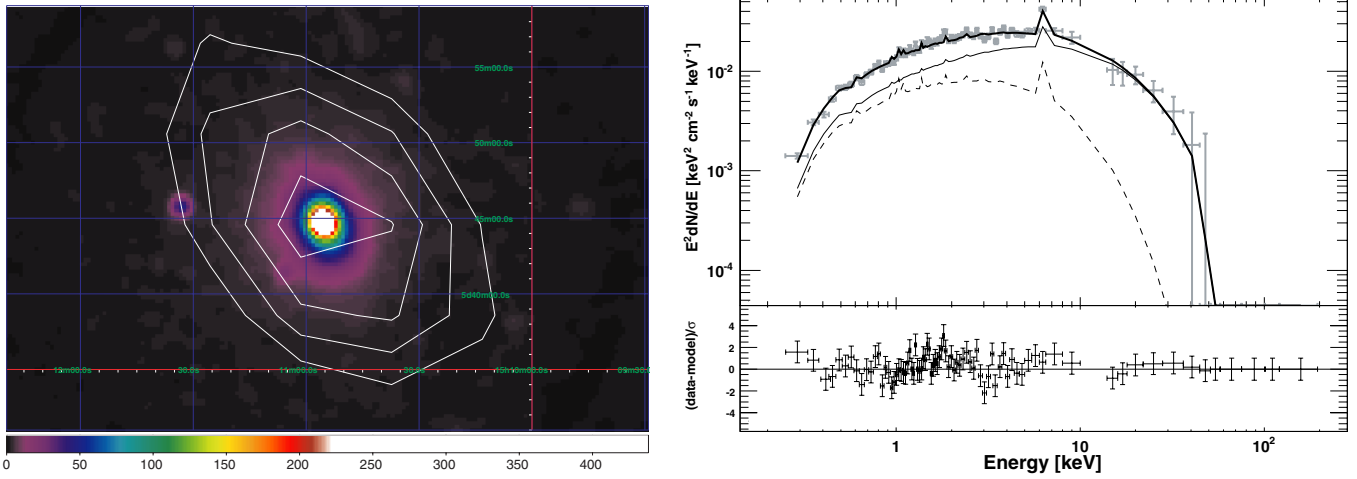 55m00.0s
50m00.0s
45m00.0s
5d40m00.0s
12m00.0s 30.0s 11m00.0s 30.0s 15h10m00.0s 09m30.0s
0 50 100 150 200 250 300 350 400
E²dN/dE [keV² cm⁻² s⁻¹ keV⁻¹]
10⁻²
10⁻³
10⁻⁴
(data-model)/σ
4
2
0
-2
-4
1 10 10²
Energy [keV]